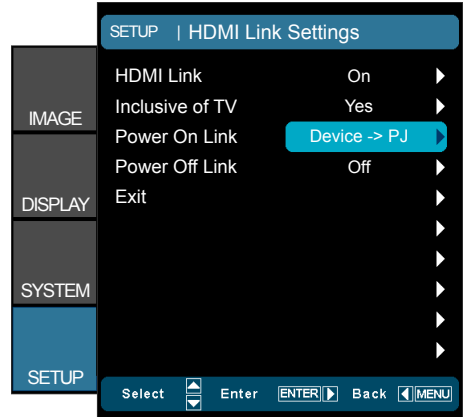 SETUP | HDMI Link Settings
HDMI Link On
Inclusive of TV Yes
Power On Link Device -> PJ
Power Off Link Off
Exit
IMAGE
DISPLAY
SYSTEM
SETUP
Select Enter ENTER Back MENU